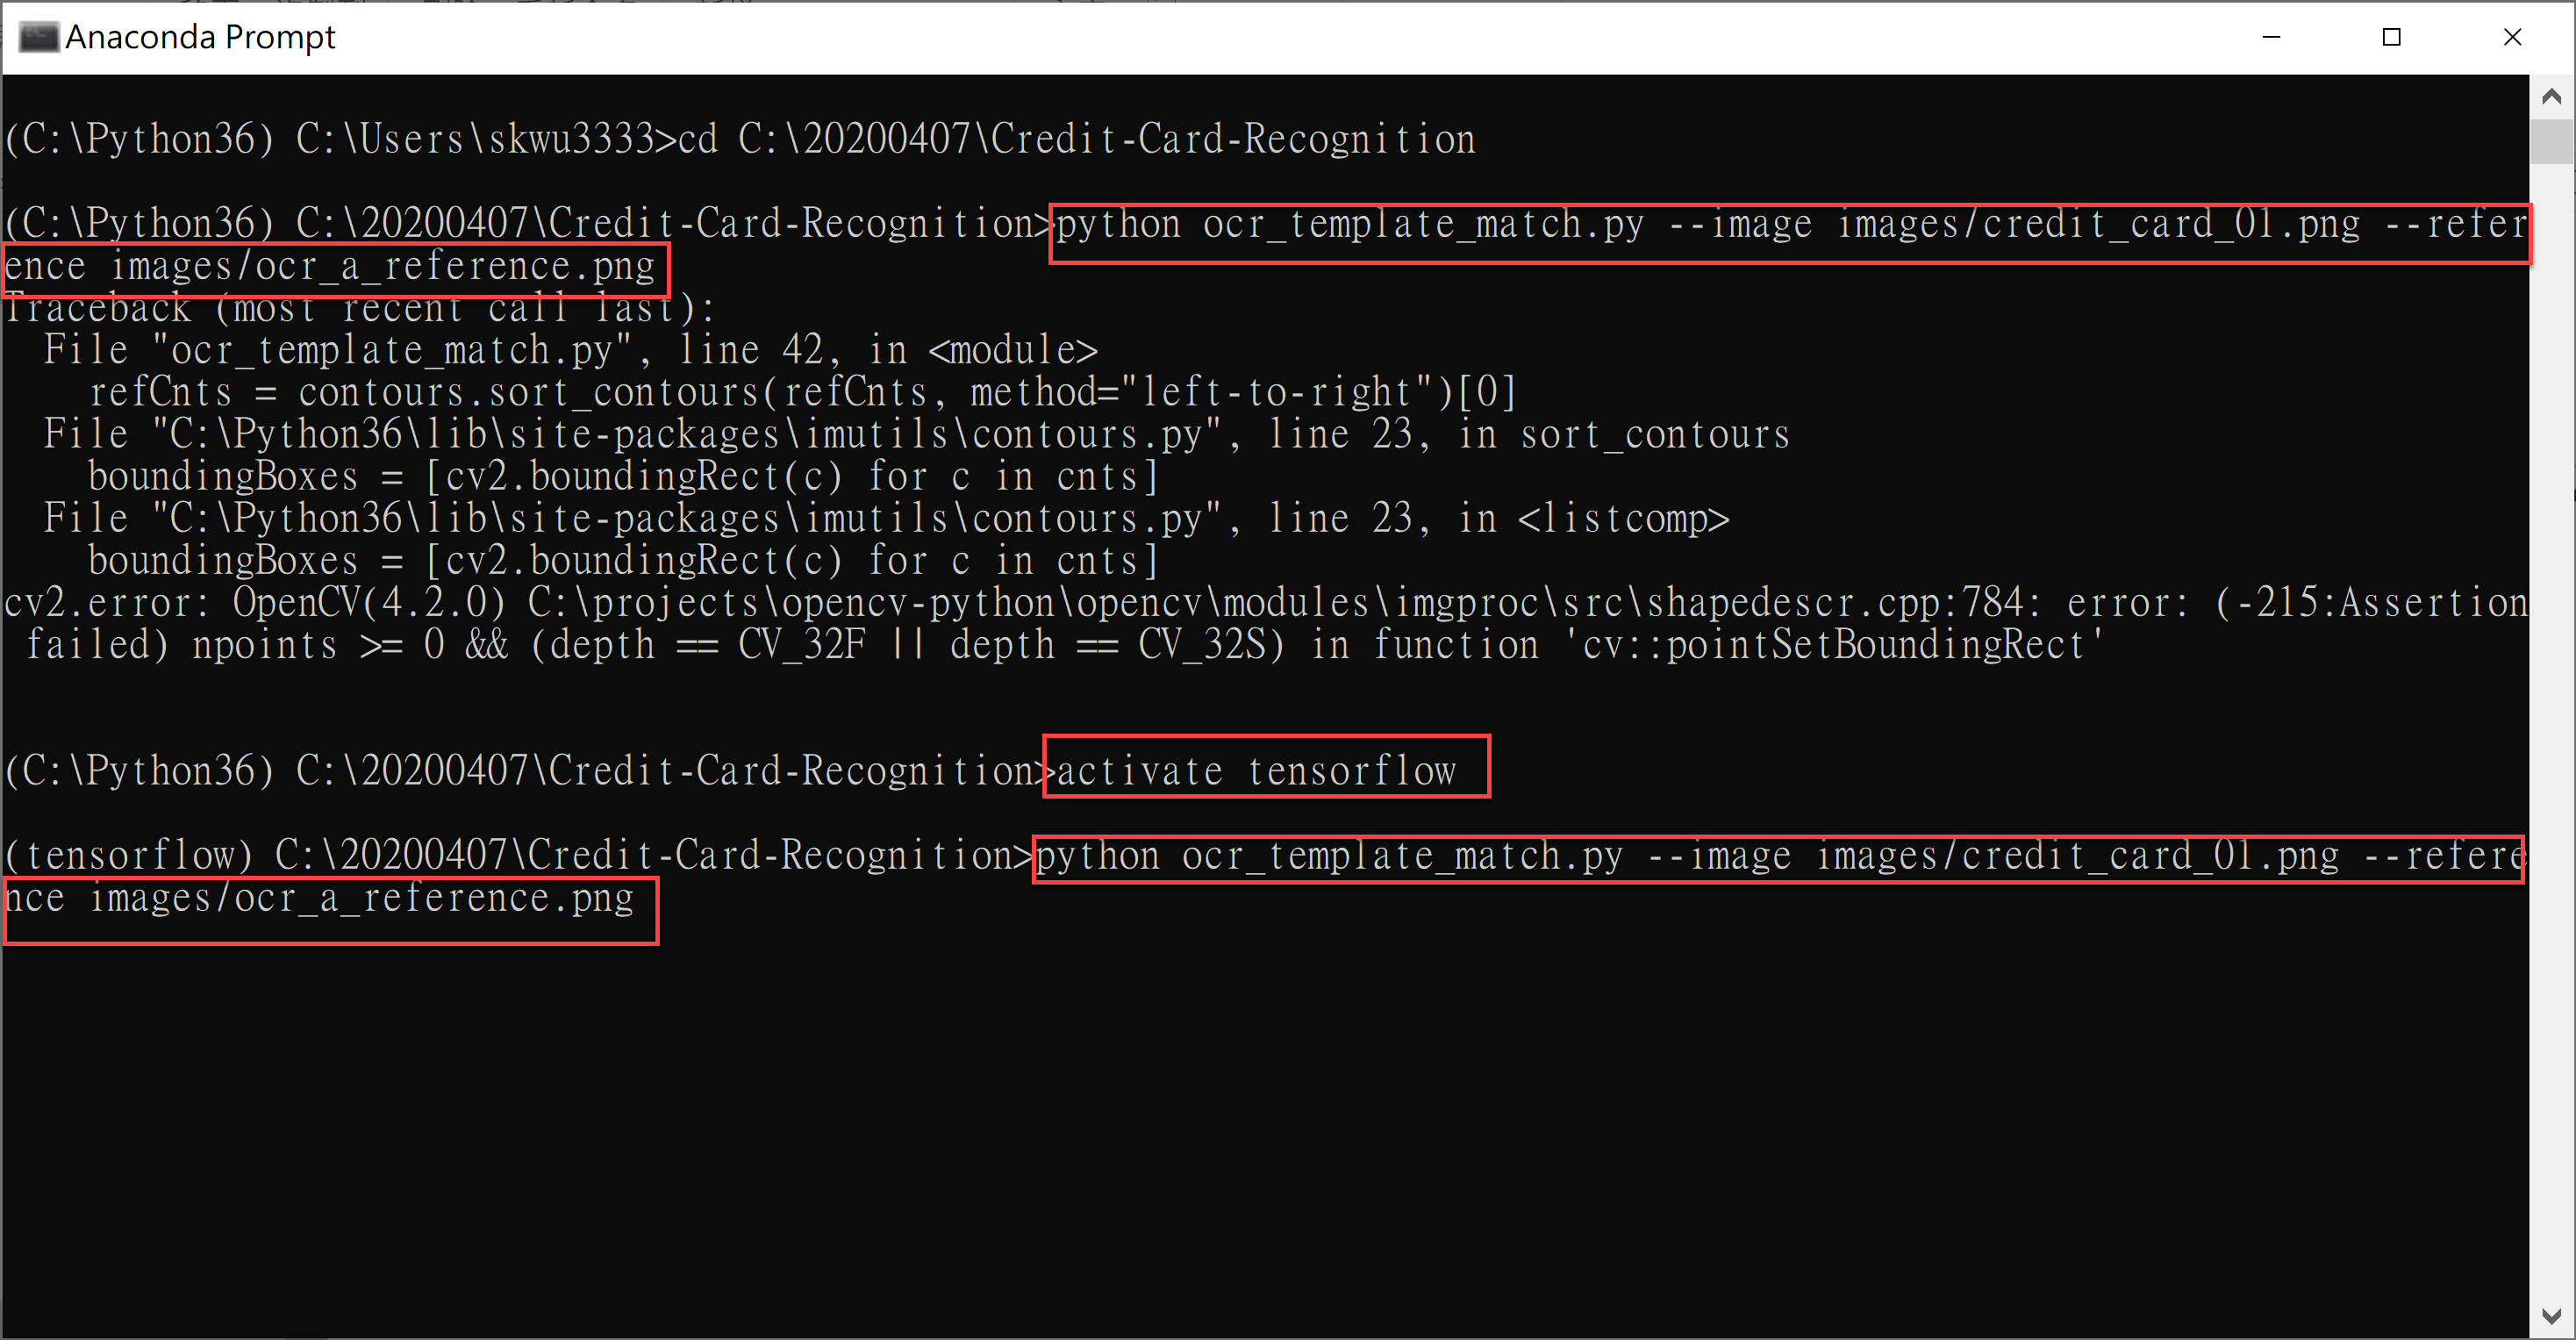 Anaconda Prompt
(C:\Python36) C:\Users\skwu3333>cd C:\20200407\Credit-Card-Recognition
(C:\Python36) C:\20200407\Credit-Card-Recognition>python ocr_template_match.py --image images/credit_card_01.png --refer
ence images/ocr_a_reference.png
Traceback (most recent call last):
  File "ocr_template_match.py", line 42, in <module>
    refCnts = contours.sort_contours(refCnts, method="left-to-right")[0]
  File "C:\Python36\lib\site-packages\imutils\contours.py", line 23, in sort_contours
    boundingBoxes = [cv2.boundingRect(c) for c in cnts]
  File "C:\Python36\lib\site-packages\imutils\contours.py", line 23, in <listcomp>
    boundingBoxes = [cv2.boundingRect(c) for c in cnts]
cv2.error: OpenCV(4.2.0) C:\projects\opencv-python\opencv\modules\imgproc\src\shapedescr.cpp:784: error: (-215:Assertion
 failed) npoints >= 0 && (depth == CV_32F || depth == CV_32S) in function 'cv::pointSetBoundingRect'
(C:\Python36) C:\20200407\Credit-Card-Recognition>activate tensorflow
(tensorflow) C:\20200407\Credit-Card-Recognition>python ocr_template_match.py --image images/credit_card_01.png --refere
nce images/ocr_a_reference.png